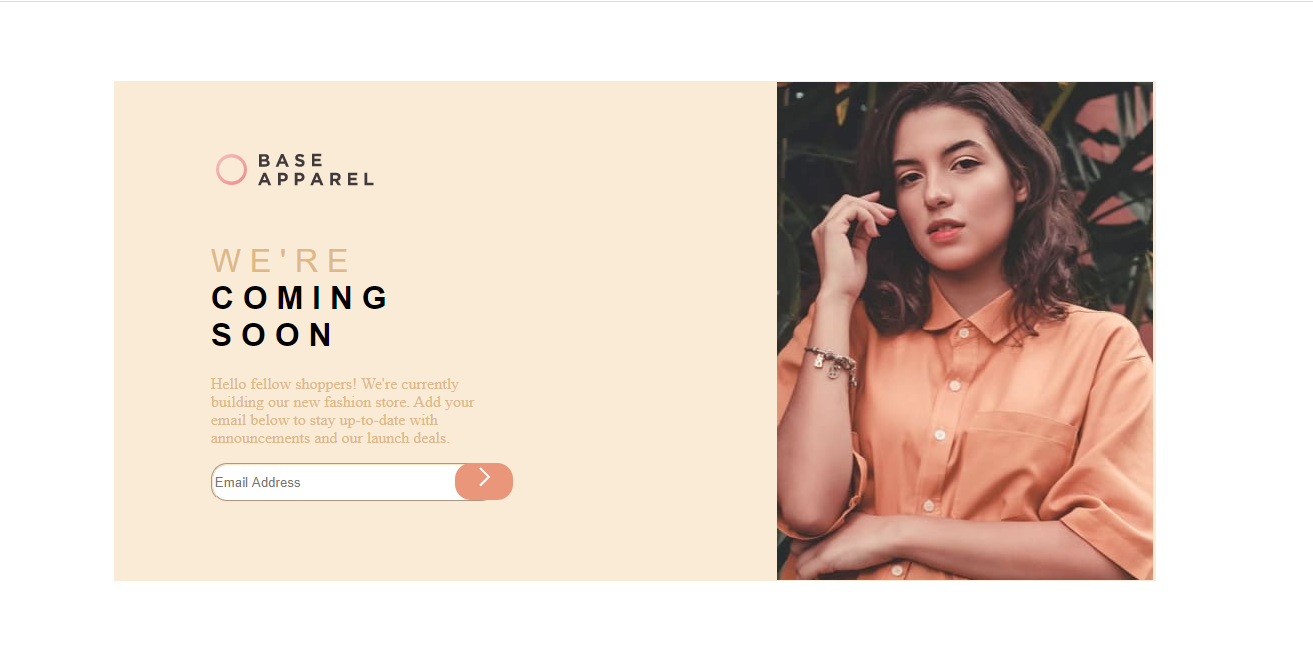 BASE
APPAREL
WE'RE
COMING
SOON
Hello fellow shoppers! We're currently
building our new fashion store. Add your
email below to stay up-to-date with
announcements and our launch deals.
Email Address